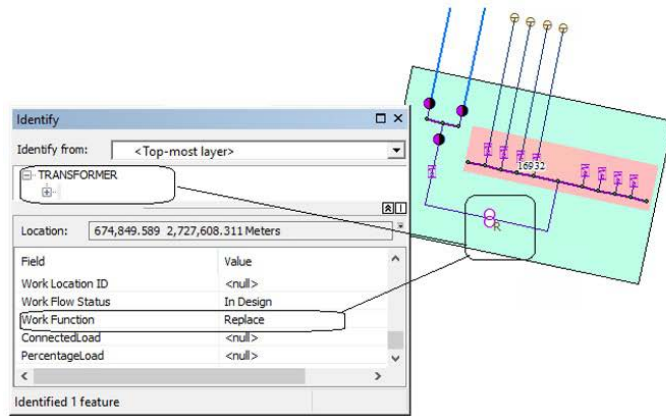 Identify
Identify from: <Top-most layer>
TRANSFORMER
Location: 674,849.589 2,727,608.311 Meters
Field Value
Work Location ID <null>
Work Flow Status In Design
Work Function Replace
ConnectedLoad <null>
PercentageLoad <null>
Identified 1 feature
16932
R